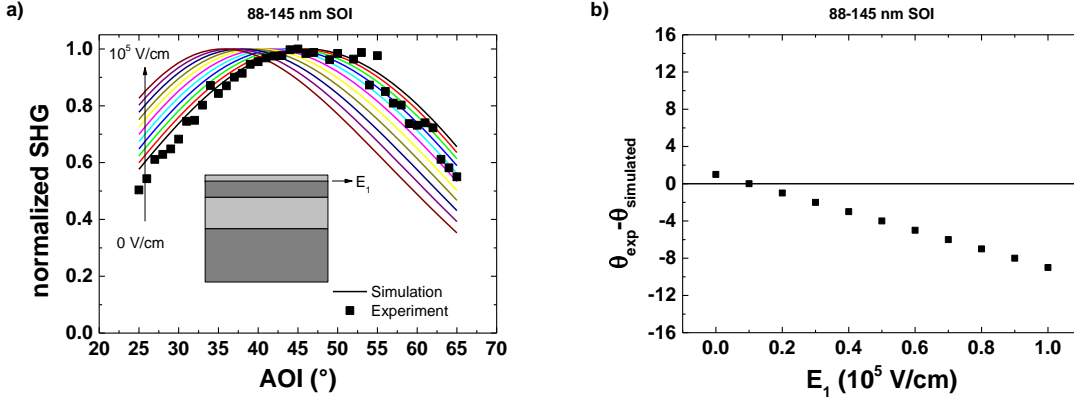 a)
88-145 nm SOI
normalized SHG
1.0
0.8
0.6
0.4
0.2
0.0
10⁵ V/cm
0 V/cm
E₁
Simulation
Experiment
20 25 30 35 40 45 50 55 60 65 70
AOI (°)
b)
88-145 nm SOI
θexp-θsimulated
16
12
8
4
0
-4
-8
-12
-16
0.0 0.2 0.4 0.6 0.8 1.0
E₁ (10⁵ V/cm)